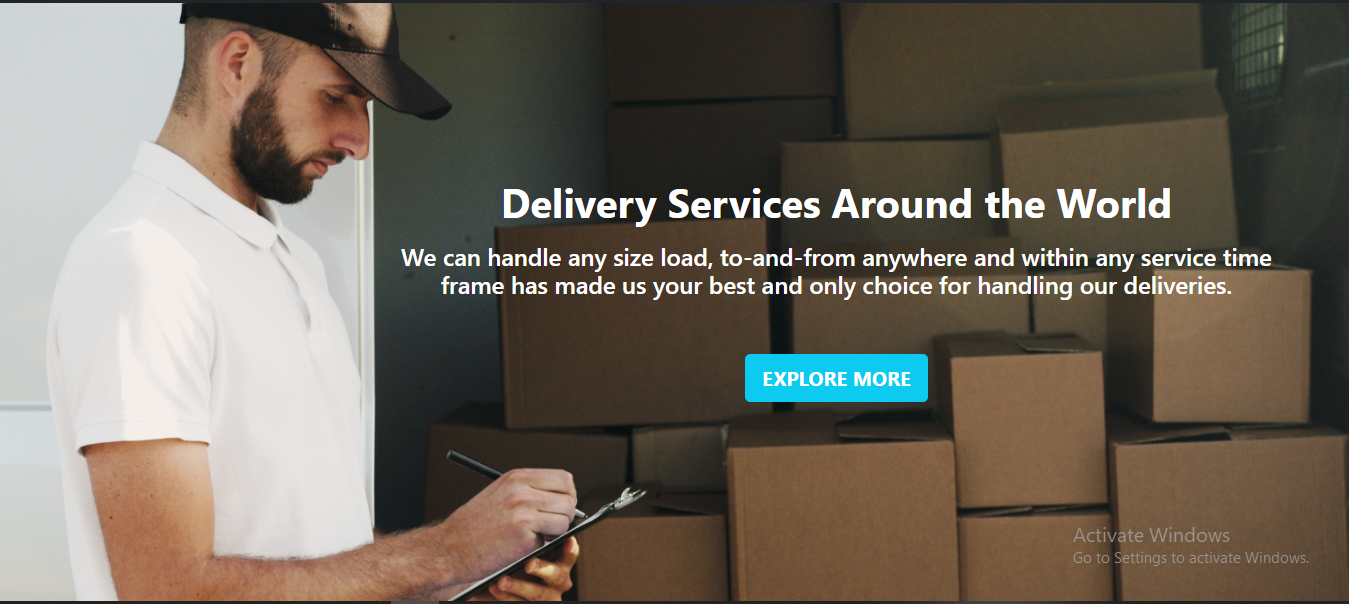 Delivery Services Around the World
We can handle any size load, to-and-from anywhere and within any service time
frame has made us your best and only choice for handling our deliveries.
EXPLORE MORE
Activate Windows
Go to Settings to activate Windows.